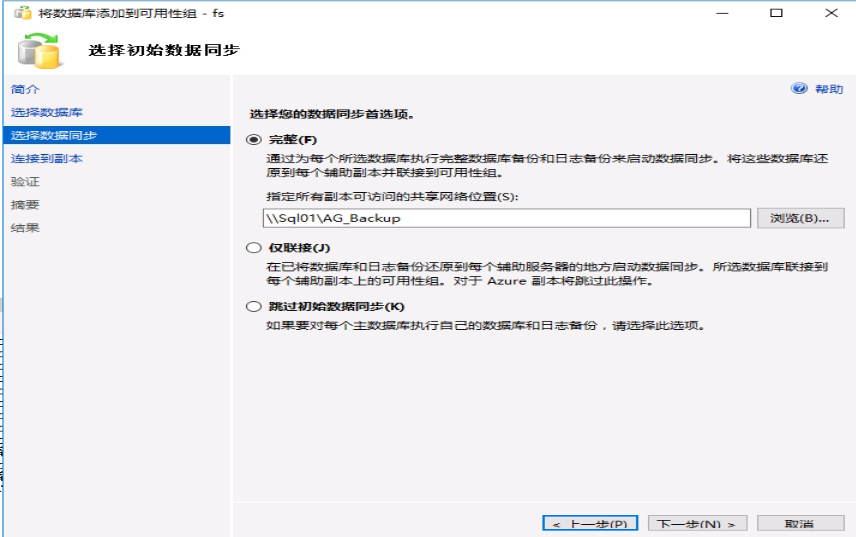 将数据库添加到可用性组 - fs
选择初始数据同步
简介
选择数据库
选择数据同步
连接到副本
验证
摘要
结果
帮助
选择您的数据同步首选项。
完整(F)
通过为每个所选数据库执行完整数据库备份和日志备份来启动数据同步。将这些数据库还
原到每个辅助副本并联接到可用性组。
指定所有副本可访问的共享网络位置(S):
\\Sql01\AG_Backup
浏览(B)...
仅联接(J)
在已将数据库和日志备份还原到每个辅助服务器的地方启动数据同步。所选数据库联接到
每个辅助副本上的可用性组。对于 Azure 副本将跳过此操作。
跳过初始数据同步(K)
如果要对每个主数据库执行自己的数据库和日志备份，请选择此选项。
< 上一步(P)
下一步(N) >
取消